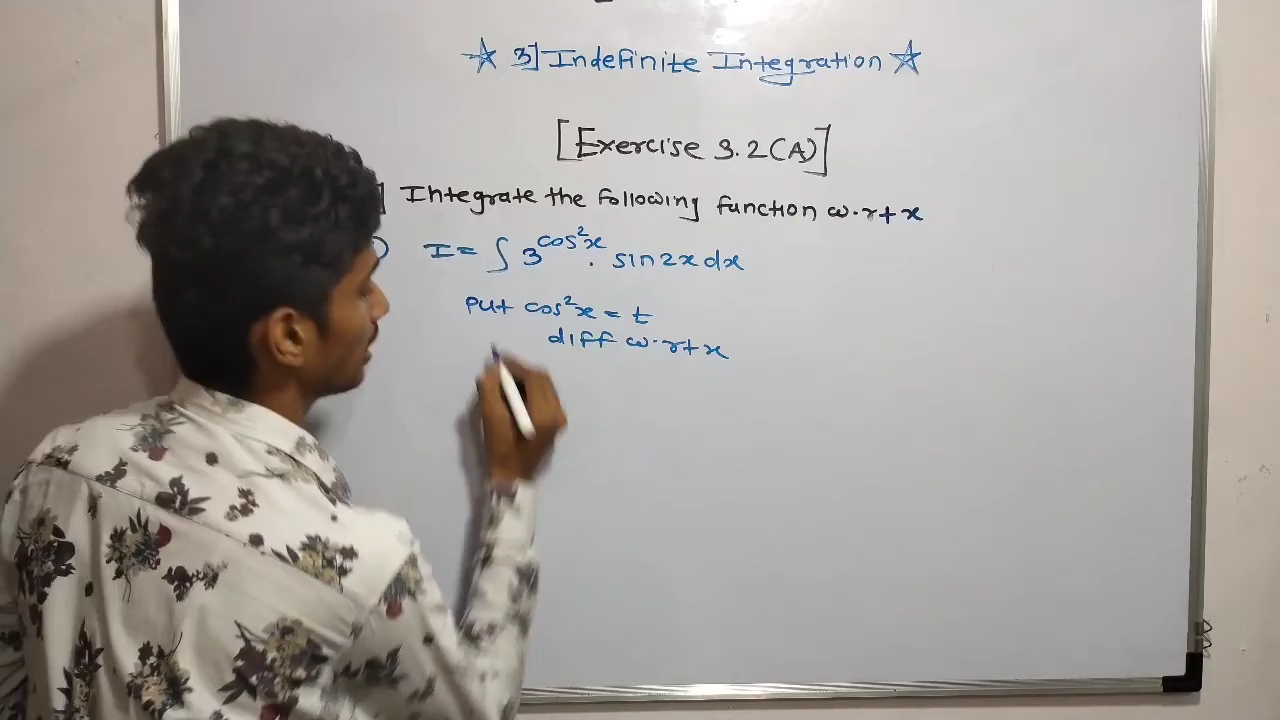 ☆ 3] Indefinite Integration ☆
[Exercise 3.2(A)]
] Integrate the following function w.r.t x
) I = ∫ 3^cos²x . sin2x dx
Put cos²x = t
diff w.r.t x